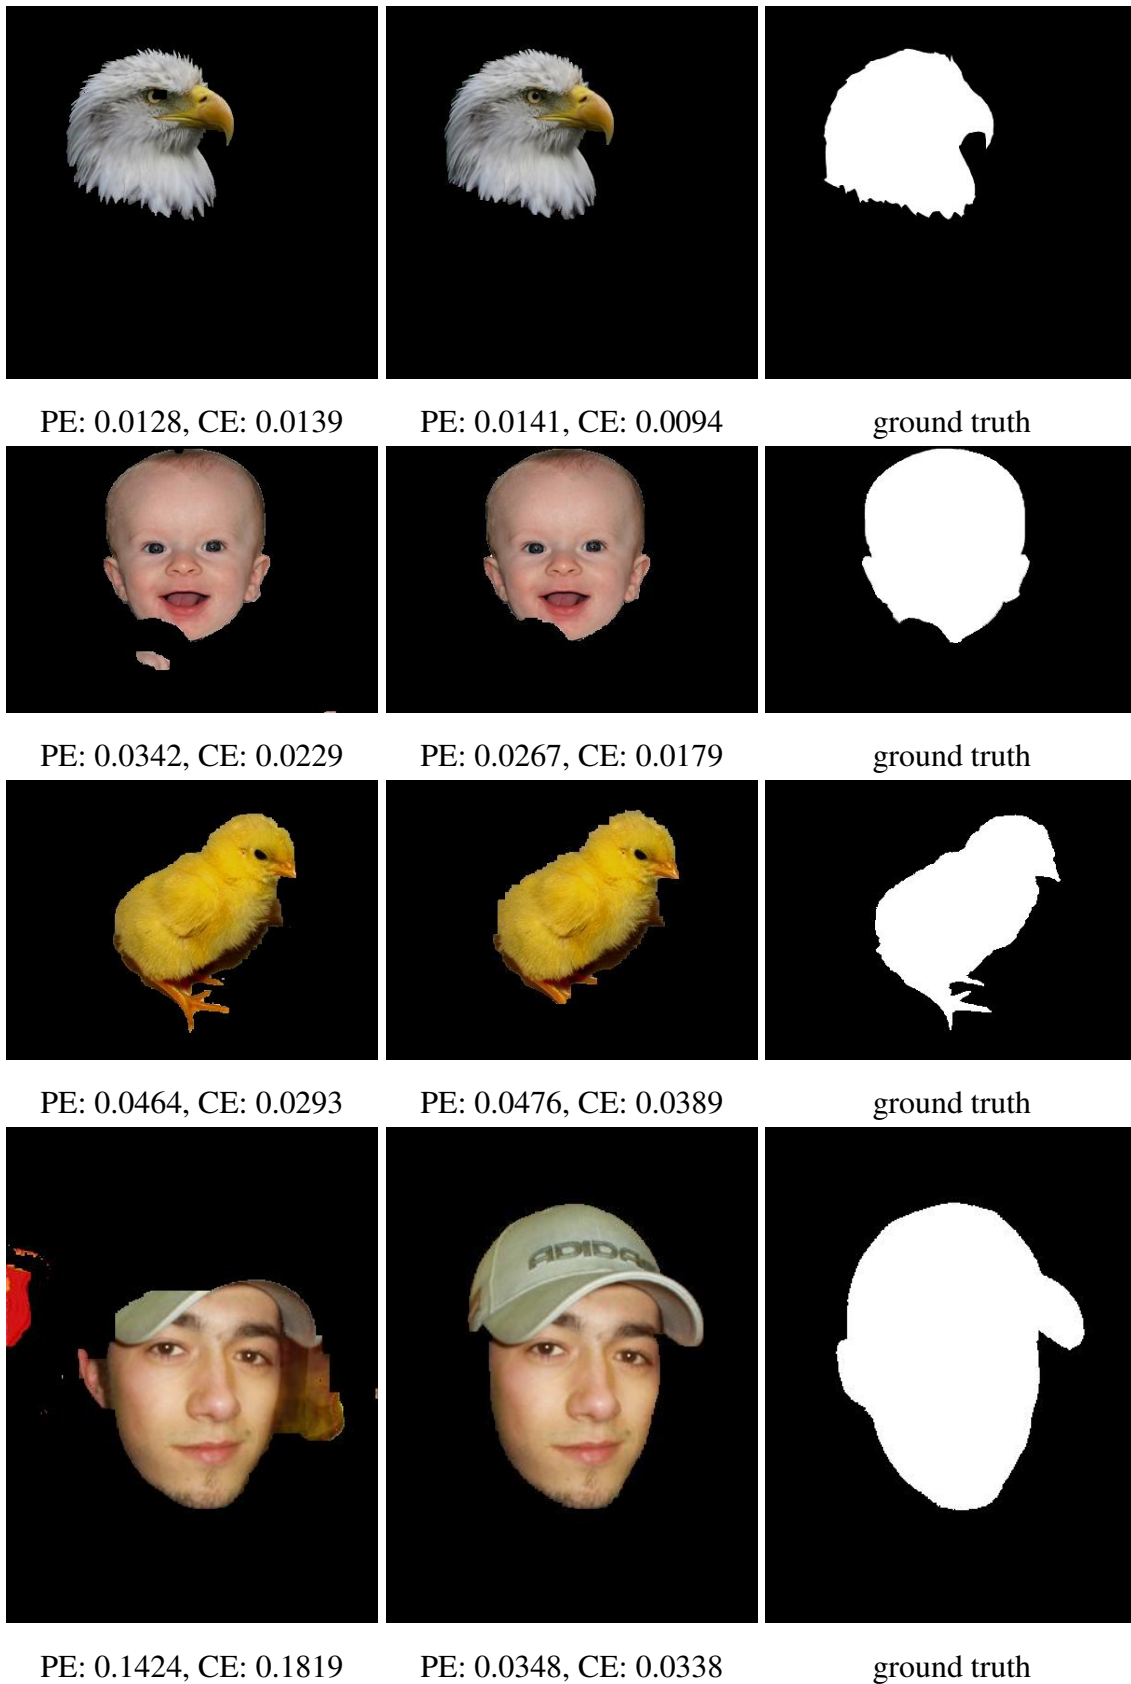 PE: 0.0128, CE: 0.0139 PE: 0.0141, CE: 0.0094 ground truth
PE: 0.0342, CE: 0.0229 PE: 0.0267, CE: 0.0179 ground truth
PE: 0.0464, CE: 0.0293 PE: 0.0476, CE: 0.0389 ground truth
ADIDA
PE: 0.1424, CE: 0.1819 PE: 0.0348, CE: 0.0338 ground truth